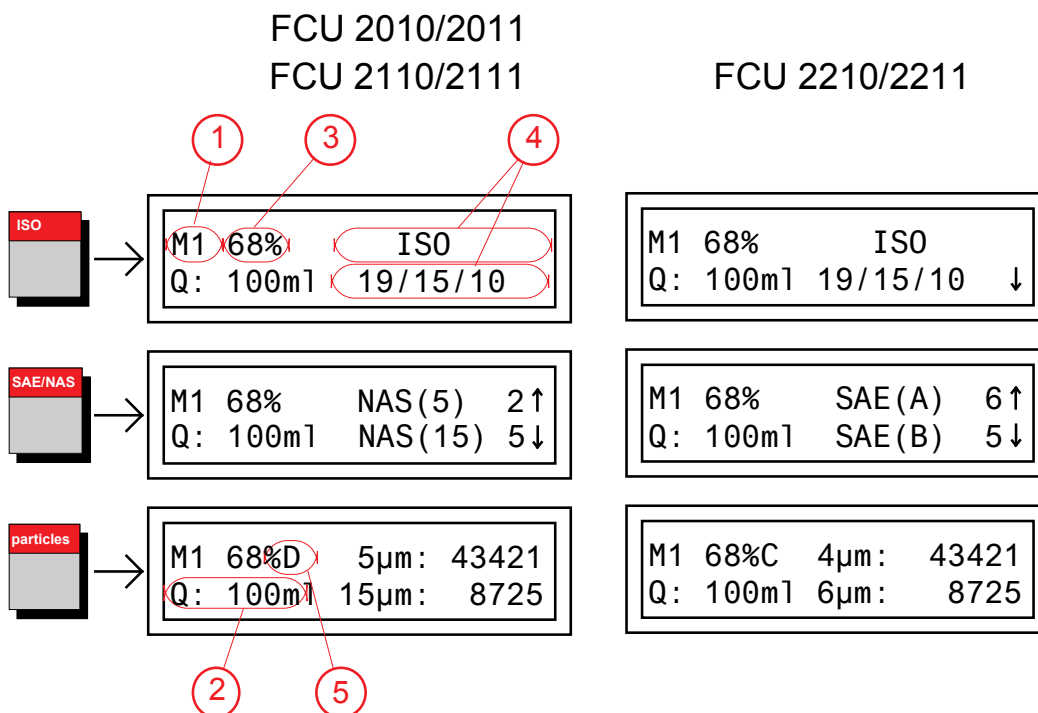 FCU 2010/2011
FCU 2110/2111
FCU 2210/2211
1
3
4
ISO
M1 68% ISO
Q: 100ml 19/15/10
M1 68% ISO
Q: 100ml 19/15/10 ↓
SAE/NAS
M1 68% NAS(5) 2↑
Q: 100ml NAS(15) 5↓
M1 68% SAE(A) 6↑
Q: 100ml SAE(B) 5↓
particles
M1 68%D 5µm: 43421
Q: 100ml 15µm: 8725
M1 68%C 4µm: 43421
Q: 100ml 6µm: 8725
2
5